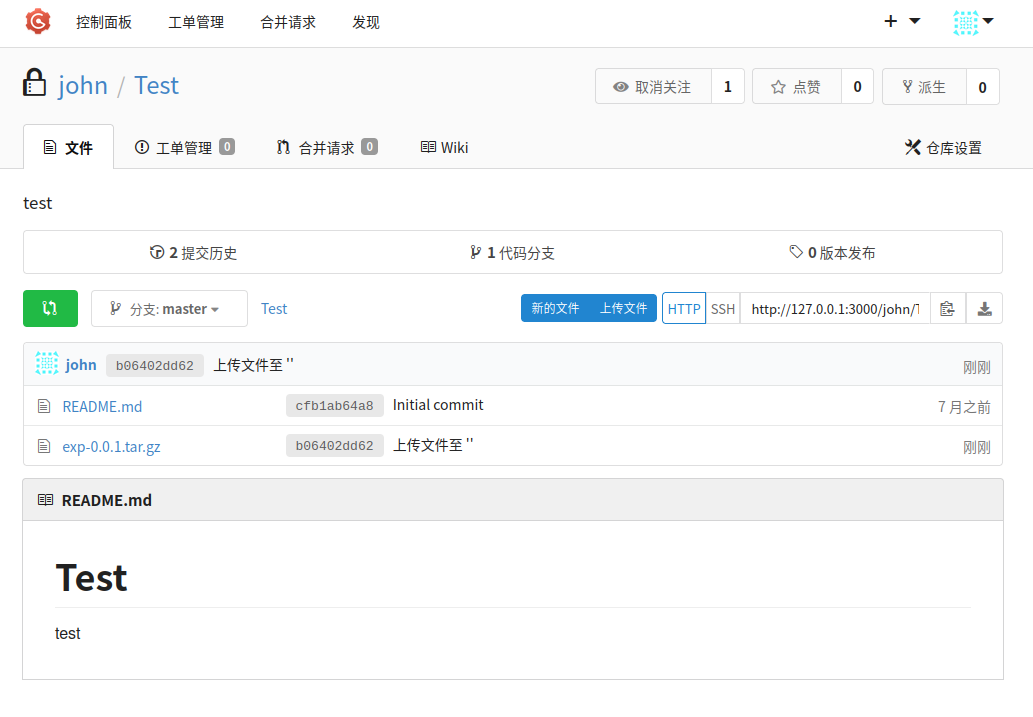 控制面板 工单管理 合并请求 发现
john / Test
取消关注 1 点赞 0 派生 0
文件 工单管理 0 合并请求 0 Wiki 仓库设置
test
2 提交历史 1 代码分支 0 版本发布
分支: master Test 新的文件 上传文件 HTTP SSH http://127.0.0.1:3000/john/T
john b06402dd62 上传文件至 '' 刚刚
README.md cfb1ab64a8 Initial commit 7 月之前
exp-0.0.1.tar.gz b06402dd62 上传文件至 '' 刚刚
README.md
Test
test